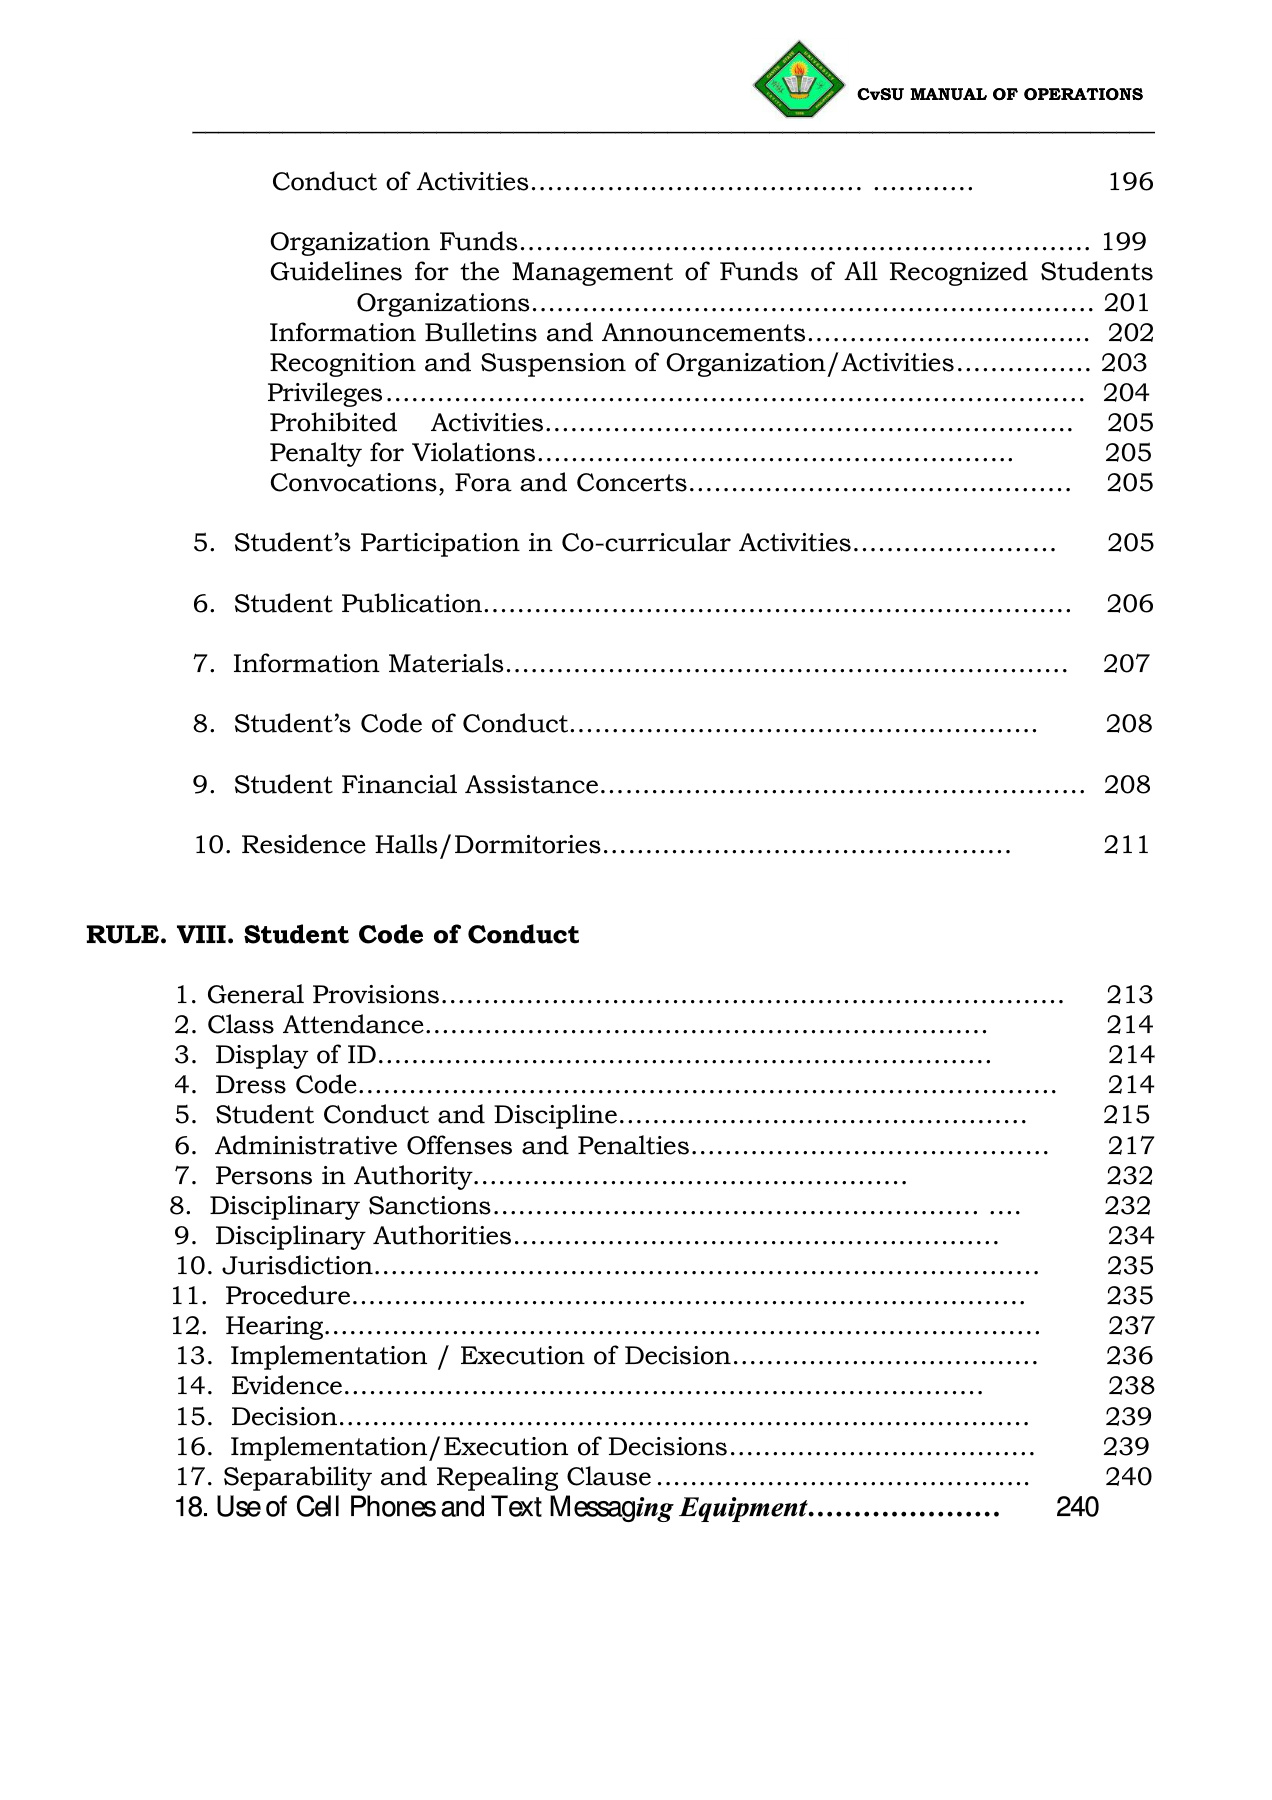 CvSU MANUAL OF OPERATIONS
Conduct of Activities………………………………… ………… 196
Organization Funds………………………………………………………… 199
Guidelines for the Management of Funds of All Recognized Students
Organizations………………………………………………………… 201
Information Bulletins and Announcements…………………………… 202
Recognition and Suspension of Organization/Activities……………. 203
Privileges……………………………………………………………………… 204
Prohibited Activities……………………………………………………… 205
Penalty for Violations……………………………………………….. 205
Convocations, Fora and Concerts……………………………………… 205
5. Student’s Participation in Co-curricular Activities…………………… 205
6. Student Publication…………………………………………………………… 206
7. Information Materials………………………………………………………… 207
8. Student’s Code of Conduct………………………………………………. 208
9. Student Financial Assistance………………………………………………… 208
10. Residence Halls/Dormitories………………………………………… 211
RULE. VIII. Student Code of Conduct
1. General Provisions……………………………………………………………… 213
2. Class Attendance………………………………………………………… 214
3. Display of ID……………………………………………………………… 214
4. Dress Code……………………………………………………………………… 214
5. Student Conduct and Discipline………………………………………… 215
6. Administrative Offenses and Penalties…………………………………… 217
7. Persons in Authority…………………………………………… 232
8. Disciplinary Sanctions………………………………………………… …. 232
9. Disciplinary Authorities………………………………………………… 234
10. Jurisdiction…………………………………………………………………… 235
11. Procedure…………………………………………………………………… 235
12. Hearing………………………………………………………………………… 237
13. Implementation / Execution of Decision……………………………… 236
14. Evidence………………………………………………………………… 238
15. Decision……………………………………………………………………… 239
16. Implementation/Execution of Decisions……………………………… 239
17. Separability and Repealing Clause……………………………………. 240
18. Use of Cell Phones and Text Messaging Equipment………………… 240